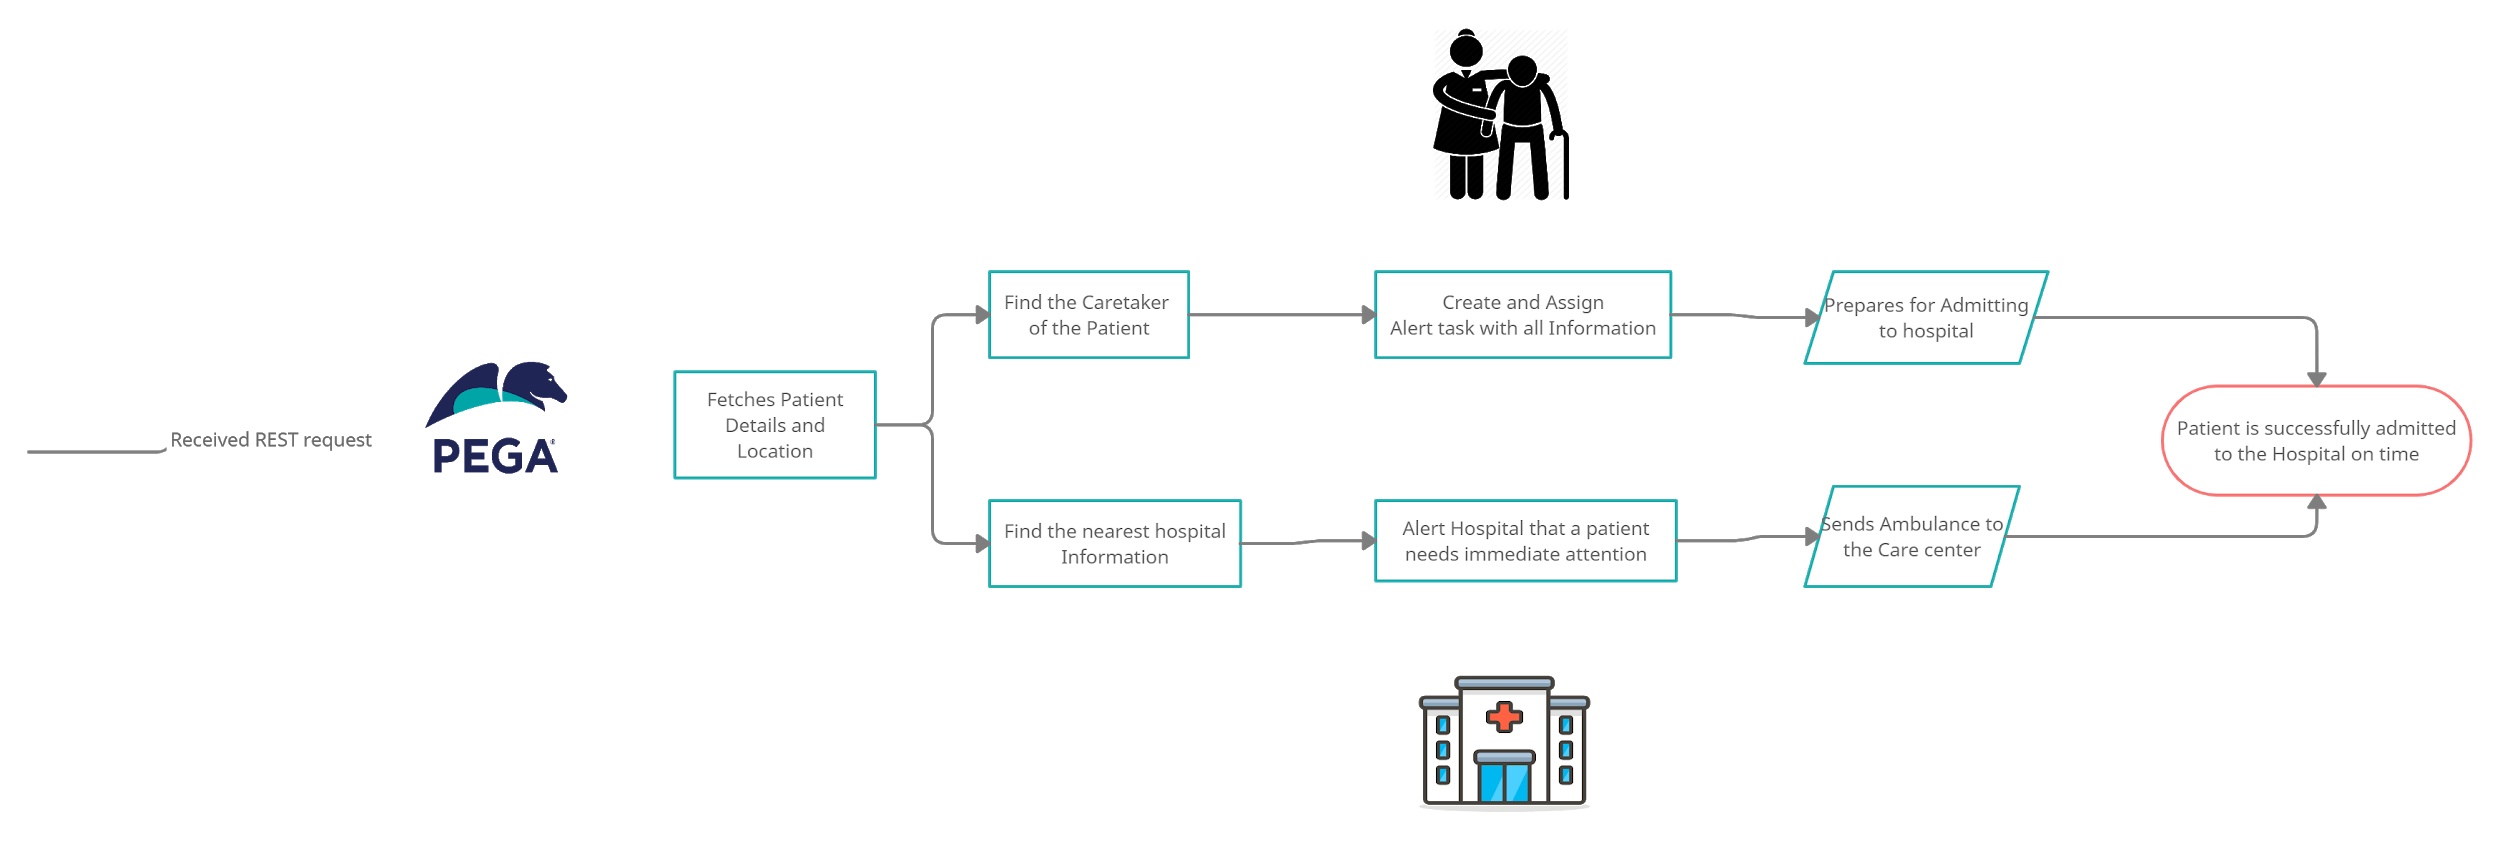 Received REST request
PEGA®
Fetches Patient
Details and
Location
Find the Caretaker
of the Patient
Create and Assign
Alert task with all Information
Prepares for Admitting
to hospital
Find the nearest hospital
Information
Alert Hospital that a patient
needs immediate attention
Sends Ambulance to
the Care center
Patient is successfully admitted
to the Hospital on time